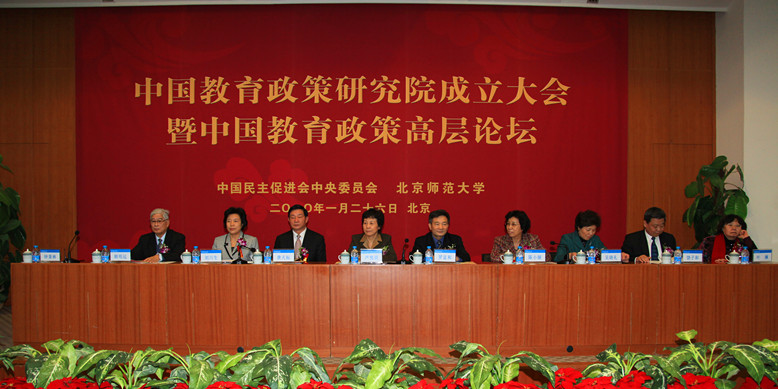 中国教育政策研究院成立大会
暨中国教育政策高层论坛
中国民主促进会中央委员会 北京师范大学
二〇一〇年一月二十六日 北京